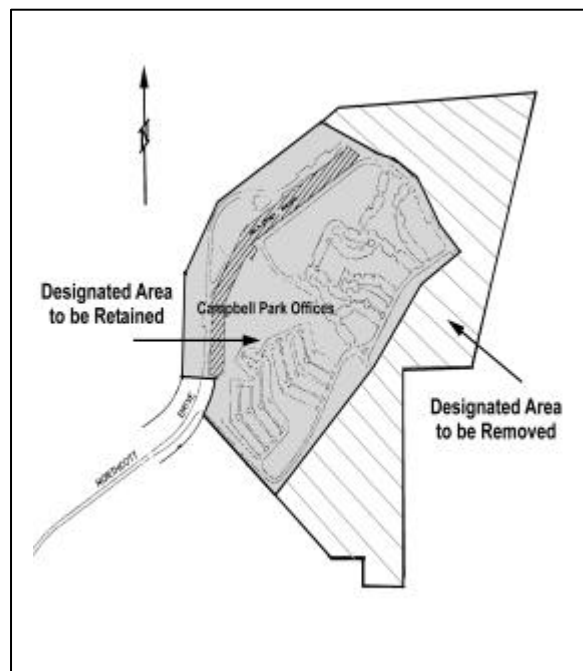 Designated Area
to be Retained
Campbell Park Offices
Designated Area
to be Removed
NORTHCOTT
DRIVE